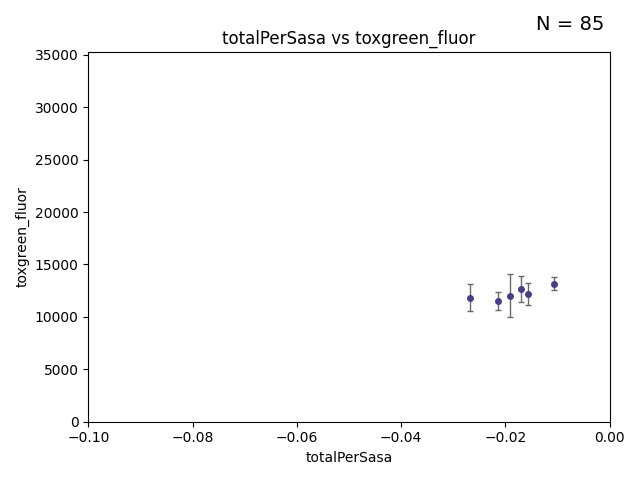 N = 85
totalPerSasa vs toxgreen_fluor
35000
30000
25000
20000
15000
10000
5000
0
toxgreen_fluor
−0.10 −0.08 −0.06 −0.04 −0.02 0.00
totalPerSasa